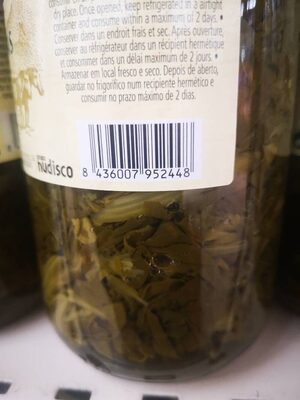 dry place. Once opened, keep refrigerated in a airtight
container and consume within a maximum of 2 days. •
Conserver dans un endroit frais et sec. Après ouverture,
conserver au réfrigérateur dans un récipient hermétique
et consommer dans un délai maximum de 2 jours. •
Armazenar em local fresco e seco. Depois de aberto,
guardar no frigorífico num recipiente hermético e
consumir no prazo máximo de 2 dias.
nudisco
8 436007 952448